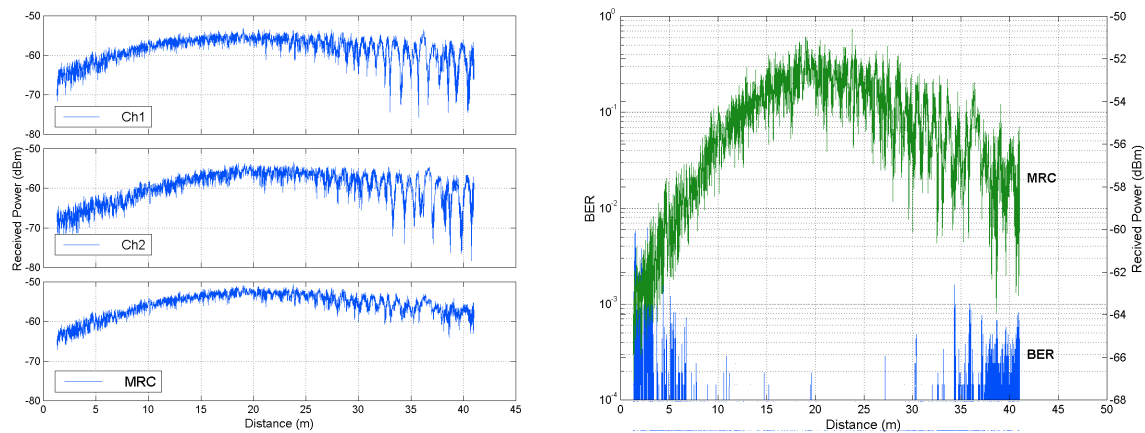 -50
-60
-70
-80
Ch1
-50
-60
-70
-80
Ch2
-50
-60
-70
-80
MRC
Received Power (dBm)
0 5 10 15 20 25 30 35 40 45
Distance (m)
10^0
10^-1
10^-2
10^-3
10^-4
BER
-50
-52
-54
-56
-58
-60
-62
-64
-66
-68
Recived Power (dBm)
MRC
BER
0 5 10 15 20 25 30 35 40 45 50
Distance (m)